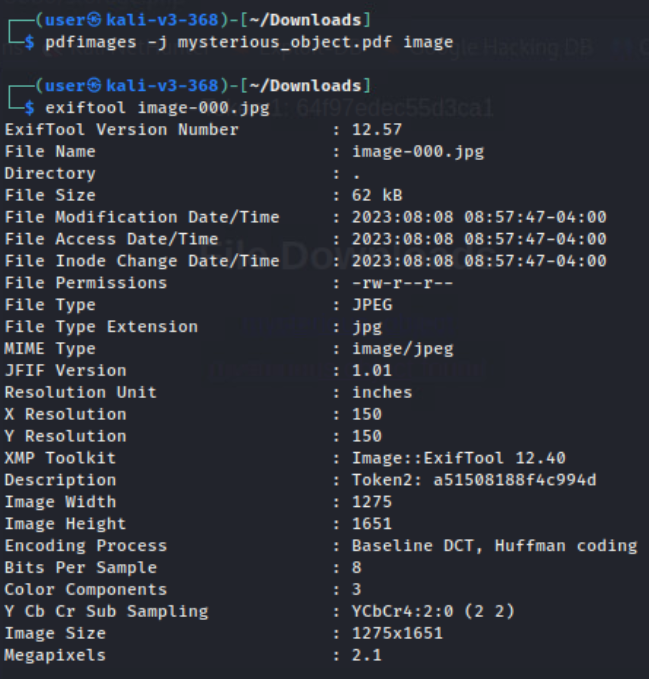 (user㉿kali-v3-368)-[~/Downloads]
$ pdfimages -j mysterious_object.pdf image
Google Hacking DB
(user㉿kali-v3-368)-[~/Downloads]
$ exiftool image-000.jpg
1: 64f97edec55d3ca1
ExifTool Version Number : 12.57
File Name : image-000.jpg
Directory : .
File Size : 62 kB
File Modification Date/Time : 2023:08:08 08:57:47-04:00
File Access Date/Time : 2023:08:08 08:57:47-04:00
File Inode Change Date/Time : 2023:08:08 08:57:47-04:00
File Permissions : -rw-r--r--
File Type : JPEG
File Type Extension : jpg
MIME Type : image/jpeg
JFIF Version : 1.01
Resolution Unit : inches
X Resolution : 150
Y Resolution : 150
XMP Toolkit : Image::ExifTool 12.40
Description : Token2: a51508188f4c994d
Image Width : 1275
Image Height : 1651
Encoding Process : Baseline DCT, Huffman coding
Bits Per Sample : 8
Color Components : 3
Y Cb Cr Sub Sampling : YCbCr4:2:0 (2 2)
Image Size : 1275x1651
Megapixels : 2.1